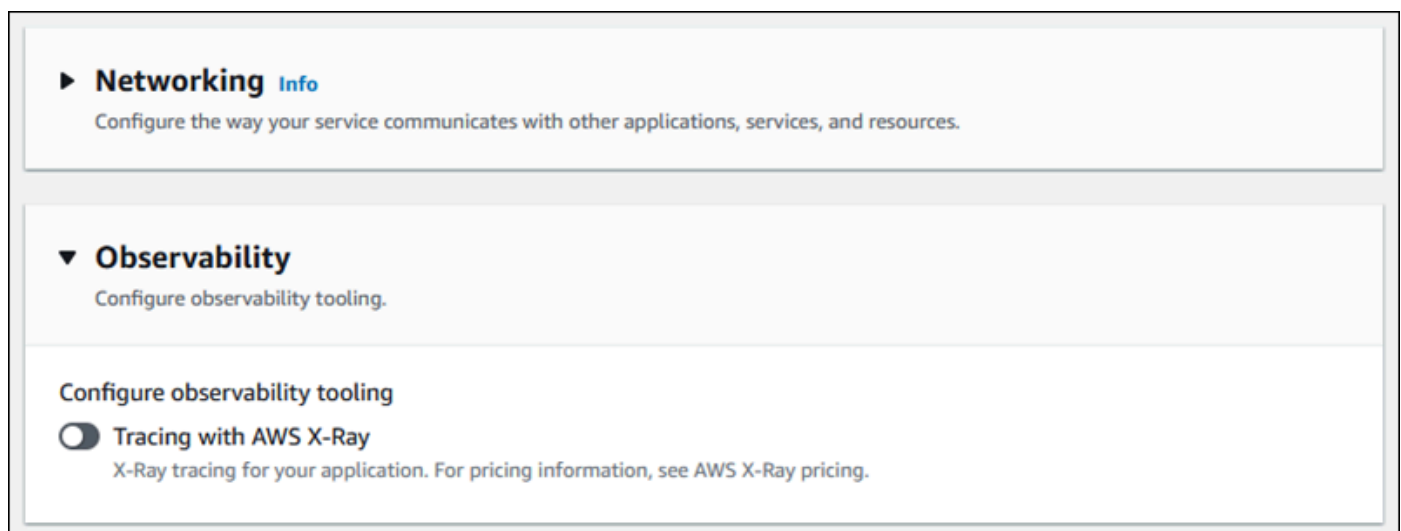 Networking Info
Configure the way your service communicates with other applications, services, and resources.
Observability
Configure observability tooling.
Configure observability tooling
Tracing with AWS X-Ray
X-Ray tracing for your application. For pricing information, see AWS X-Ray pricing.